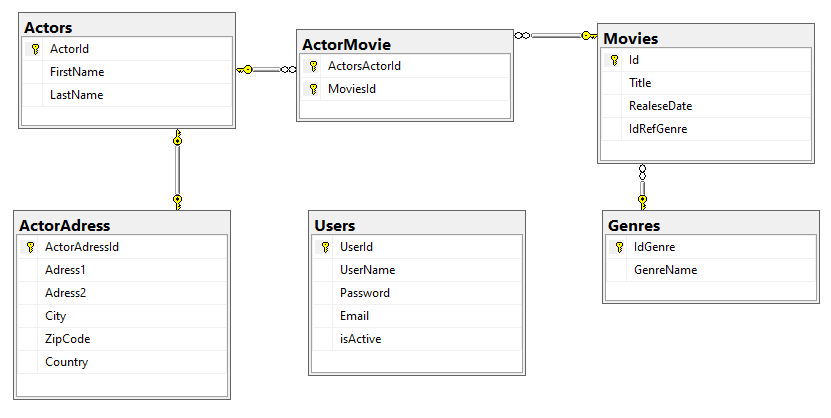 Actors
ActorId
FirstName
LastName
ActorMovie
ActorsActorId
MoviesId
Movies
Id
Title
RealeseDate
IdRefGenre
ActorAdress
ActorAdressId
Adress1
Adress2
City
ZipCode
Country
Users
UserId
UserName
Password
Email
isActive
Genres
IdGenre
GenreName